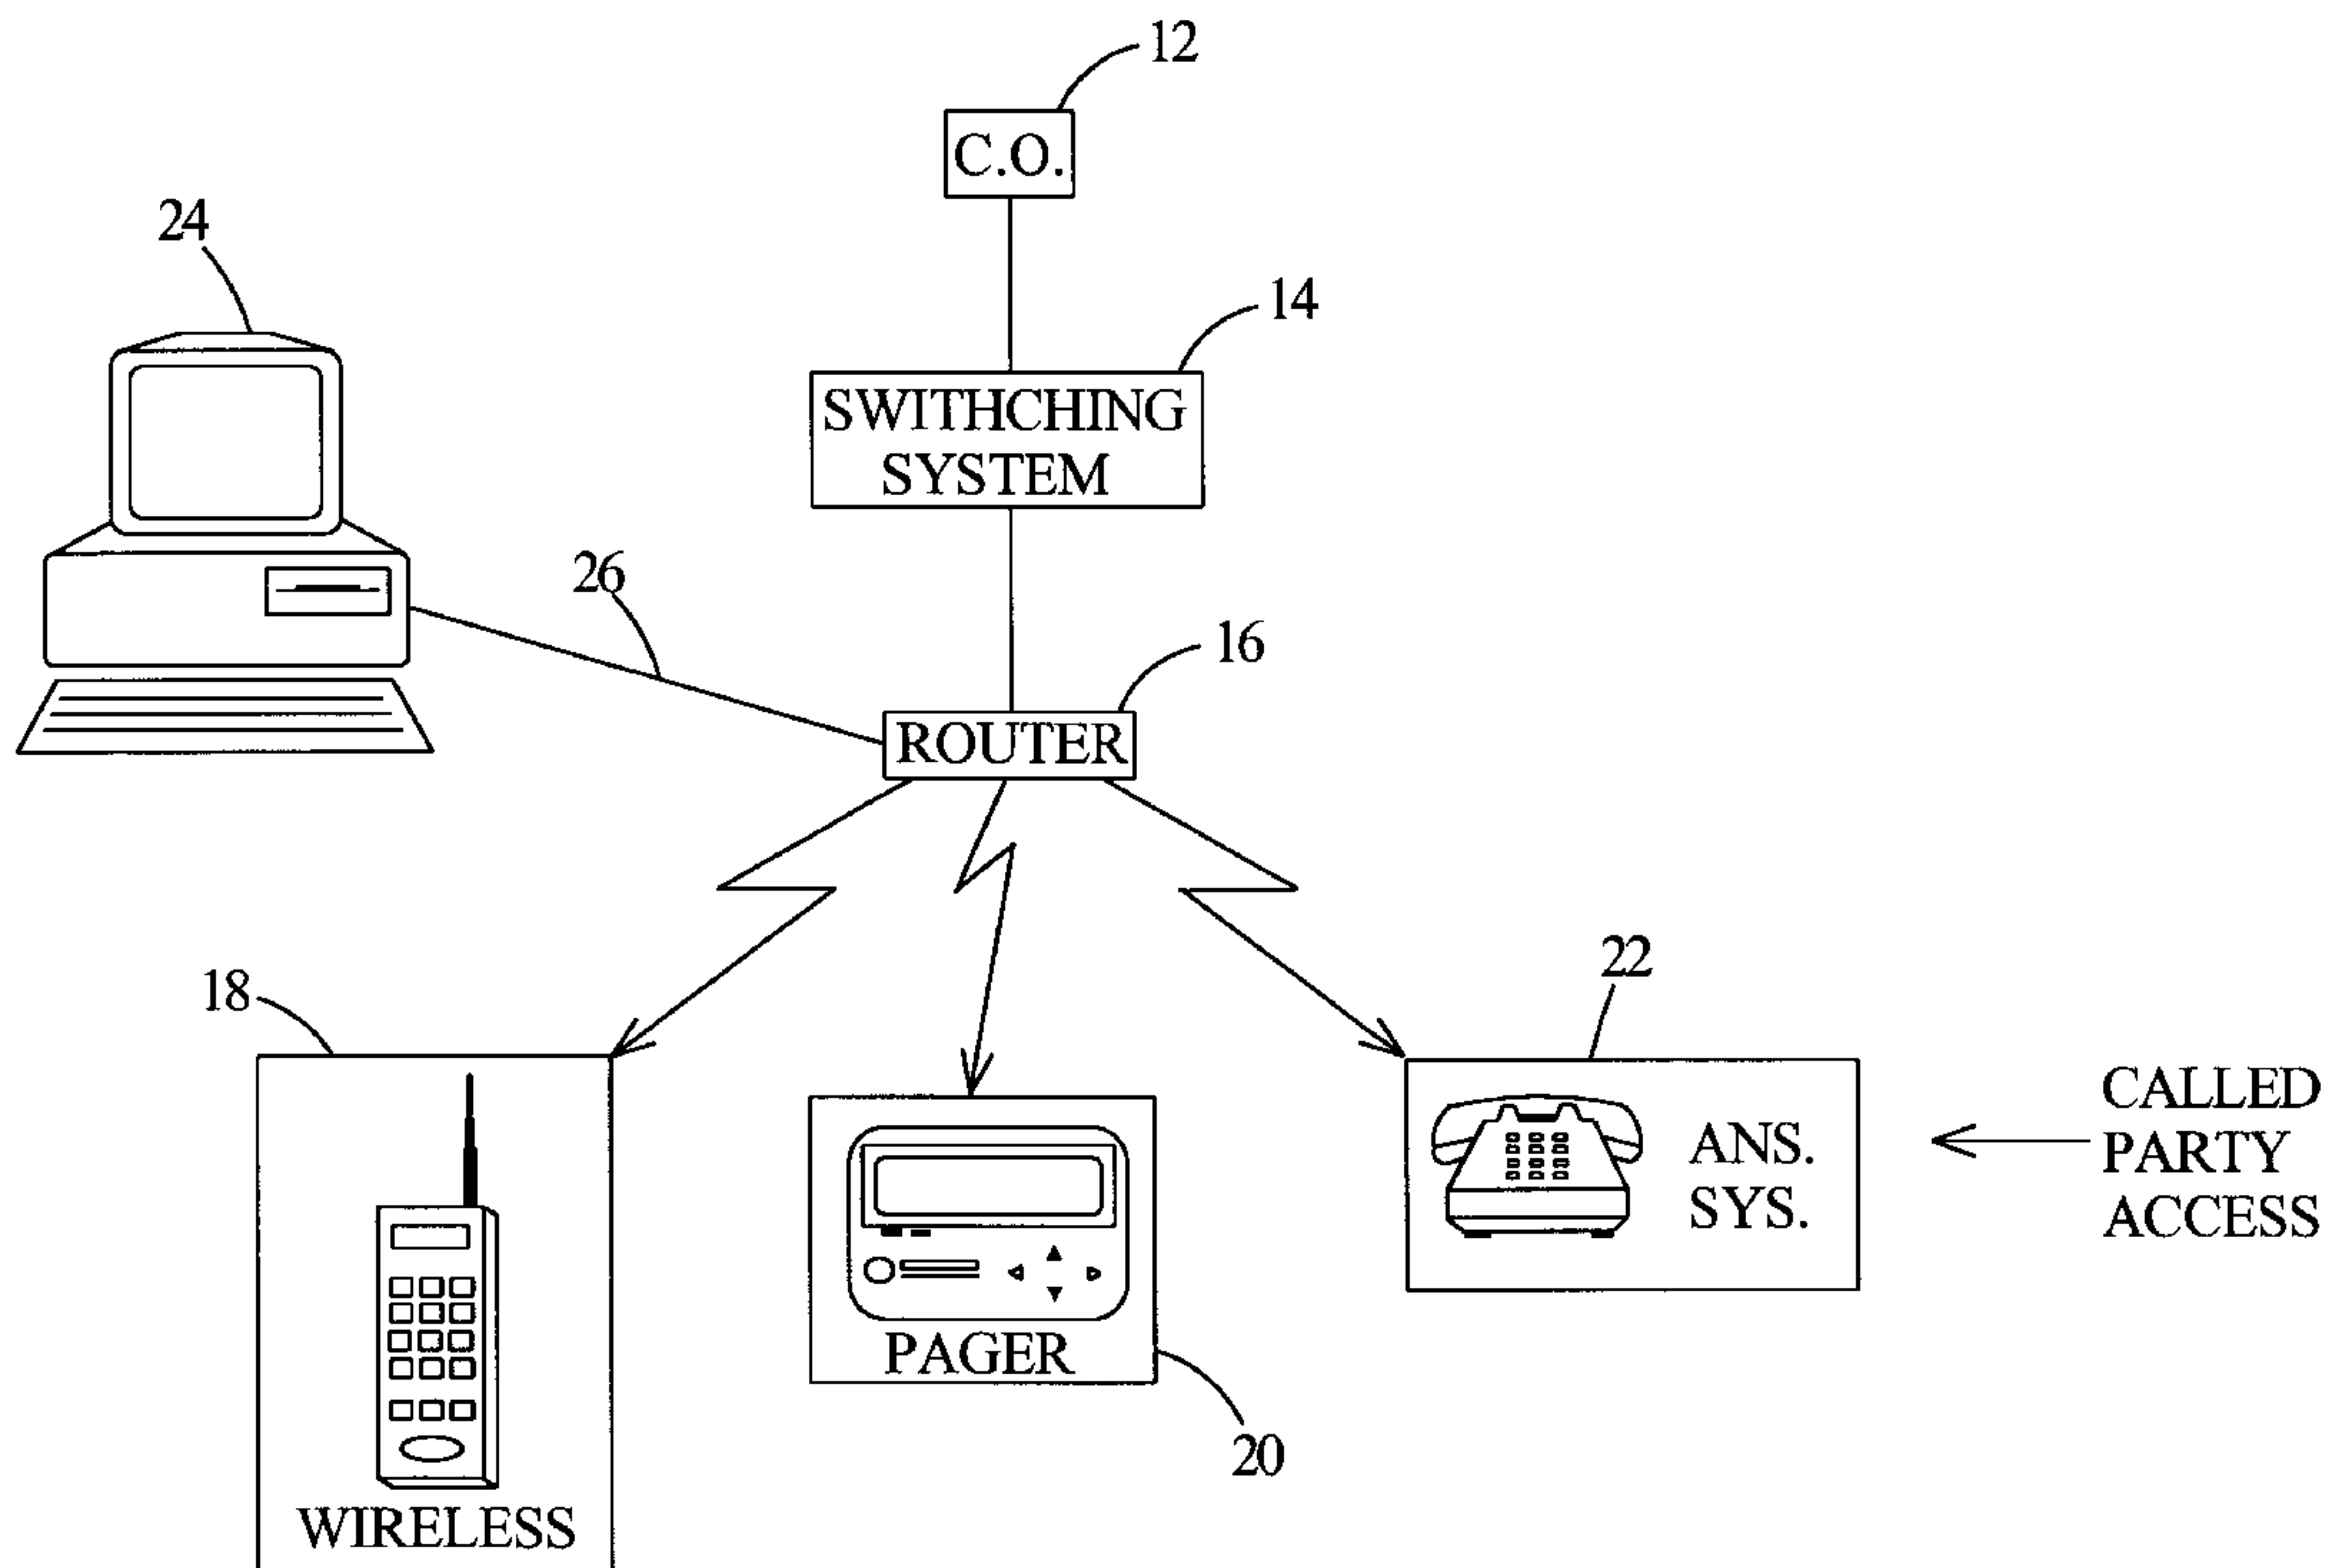 12
C.O.
24
14
SWITHCHING
SYSTEM
26
16
ROUTER
18
22
CALLED
PARTY
ACCESS
ANS.
SYS.
PAGER
20
WIRELESS